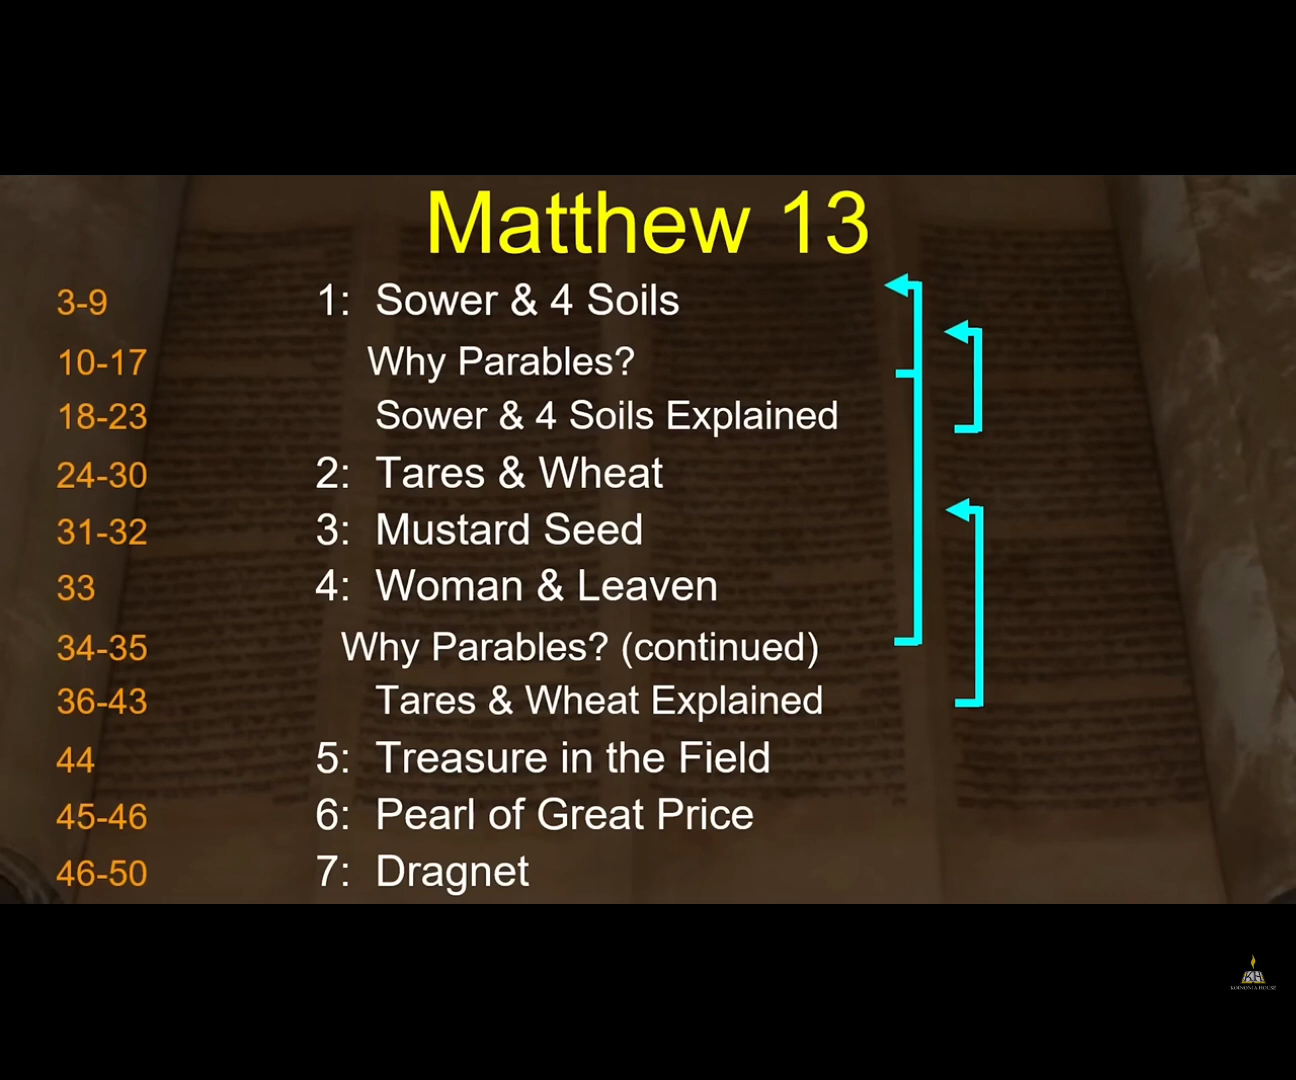 Matthew 13
3-9 1: Sower & 4 Soils
10-17 Why Parables?
18-23 Sower & 4 Soils Explained
24-30 2: Tares & Wheat
31-32 3: Mustard Seed
33 4: Woman & Leaven
34-35 Why Parables? (continued)
36-43 Tares & Wheat Explained
44 5: Treasure in the Field
45-46 6: Pearl of Great Price
46-50 7: Dragnet
KH
KOINONIA HOUSE